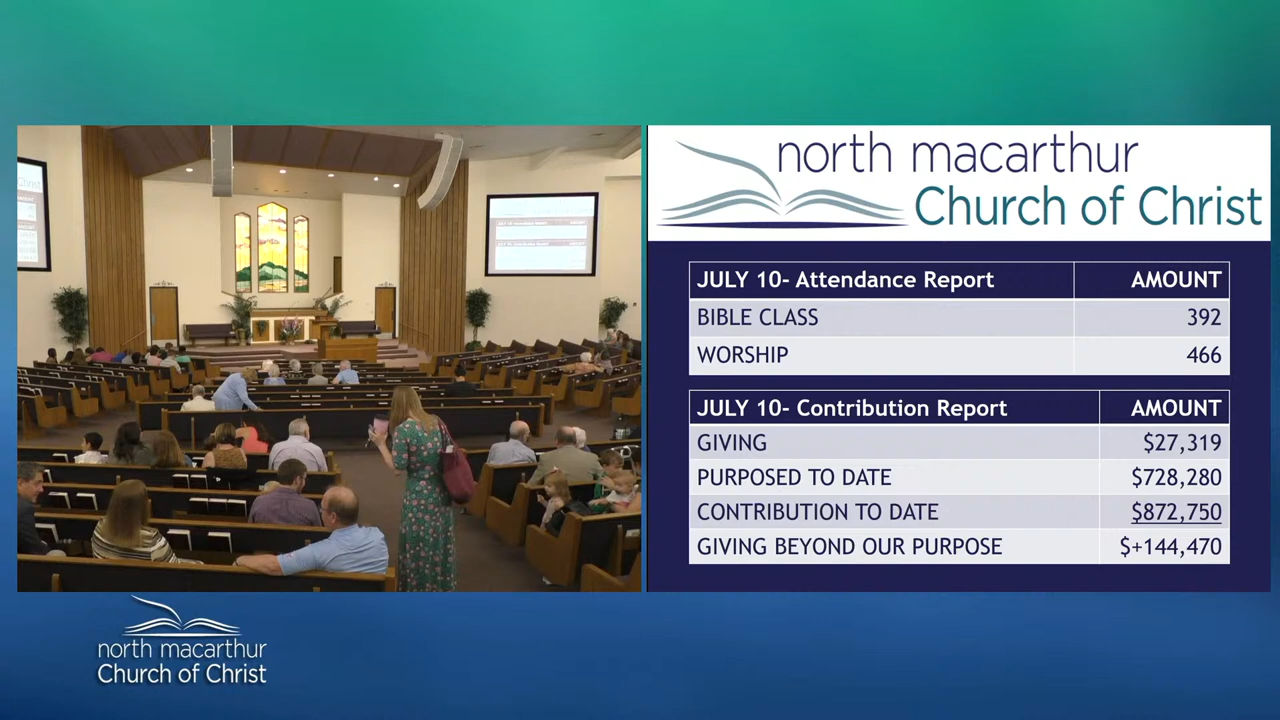 north macarthur
Church of Christ
JULY 10- Attendance Report AMOUNT
BIBLE CLASS 392
WORSHIP 466
JULY 10- Contribution Report AMOUNT
GIVING $27,319
PURPOSED TO DATE $728,280
CONTRIBUTION TO DATE $872,750
GIVING BEYOND OUR PURPOSE $+144,470
north macarthur
Church of Christ